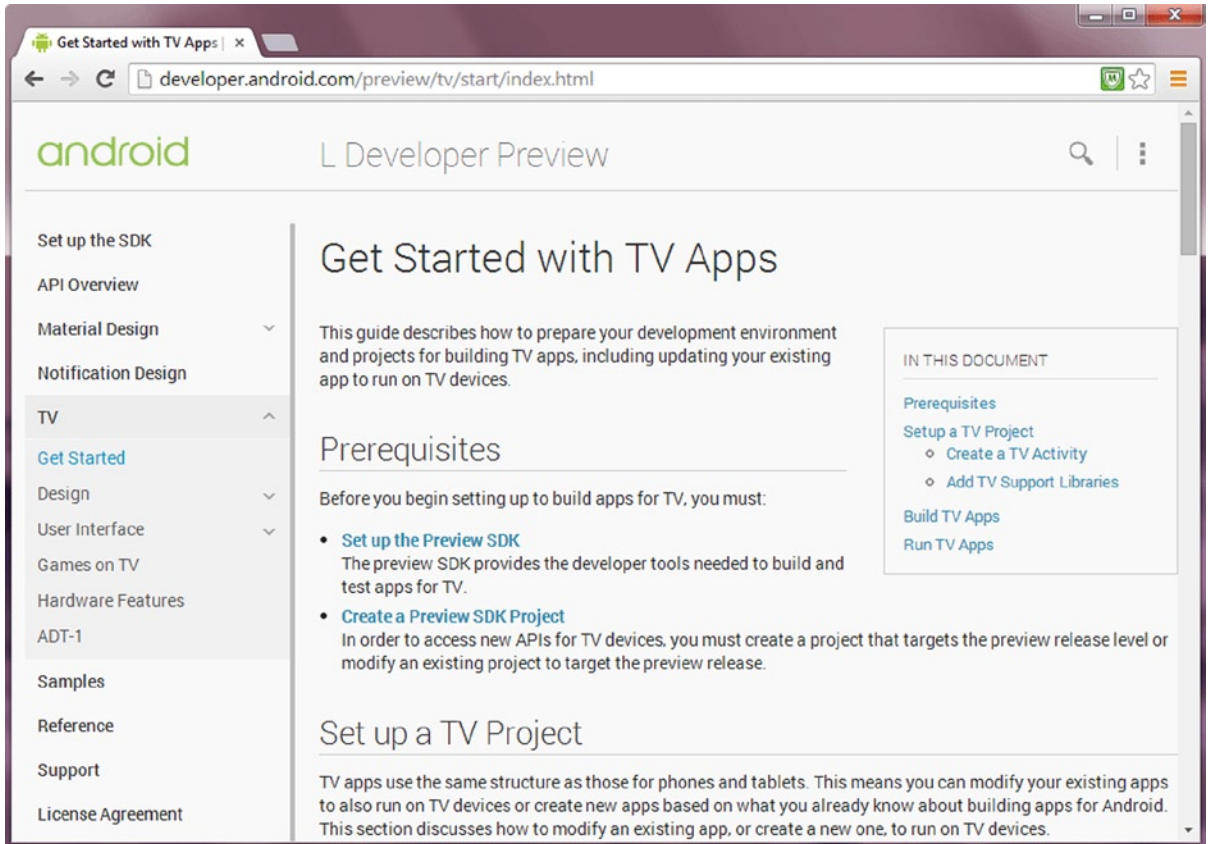 Get Started with TV Apps |
developer.android.com/preview/tv/start/index.html
android
L Developer Preview
Set up the SDK
API Overview
Material Design
Notification Design
TV
Get Started
Design
User Interface
Games on TV
Hardware Features
ADT-1
Samples
Reference
Support
License Agreement
Get Started with TV Apps
This guide describes how to prepare your development environment
and projects for building TV apps, including updating your existing
app to run on TV devices.
IN THIS DOCUMENT
Prerequisites
Setup a TV Project
Create a TV Activity
Add TV Support Libraries
Build TV Apps
Run TV Apps
Prerequisites
Before you begin setting up to build apps for TV, you must:
• Set up the Preview SDK
The preview SDK provides the developer tools needed to build and
test apps for TV.
• Create a Preview SDK Project
In order to access new APIs for TV devices, you must create a project that targets the preview release level or
modify an existing project to target the preview release.
Set up a TV Project
TV apps use the same structure as those for phones and tablets. This means you can modify your existing apps
to also run on TV devices or create new apps based on what you already know about building apps for Android.
This section discusses how to modify an existing app, or create a new one, to run on TV devices.